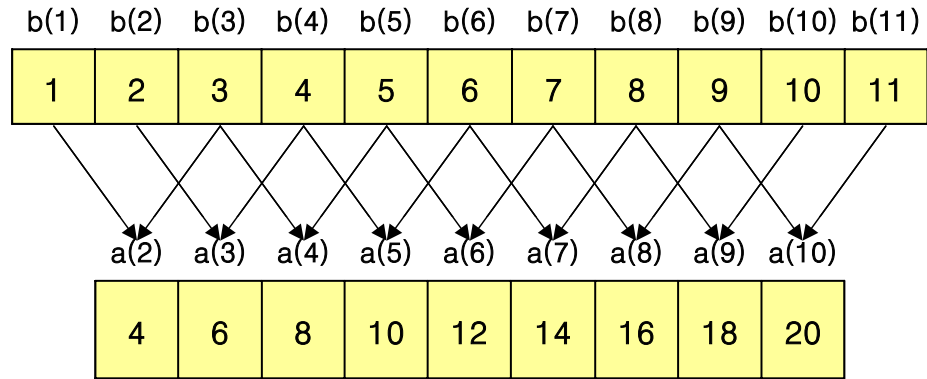 b(1) b(2) b(3) b(4) b(5) b(6) b(7) b(8) b(9) b(10) b(11)
1 2 3 4 5 6 7 8 9 10 11
a(2) a(3) a(4) a(5) a(6) a(7) a(8) a(9) a(10)
4 6 8 10 12 14 16 18 20